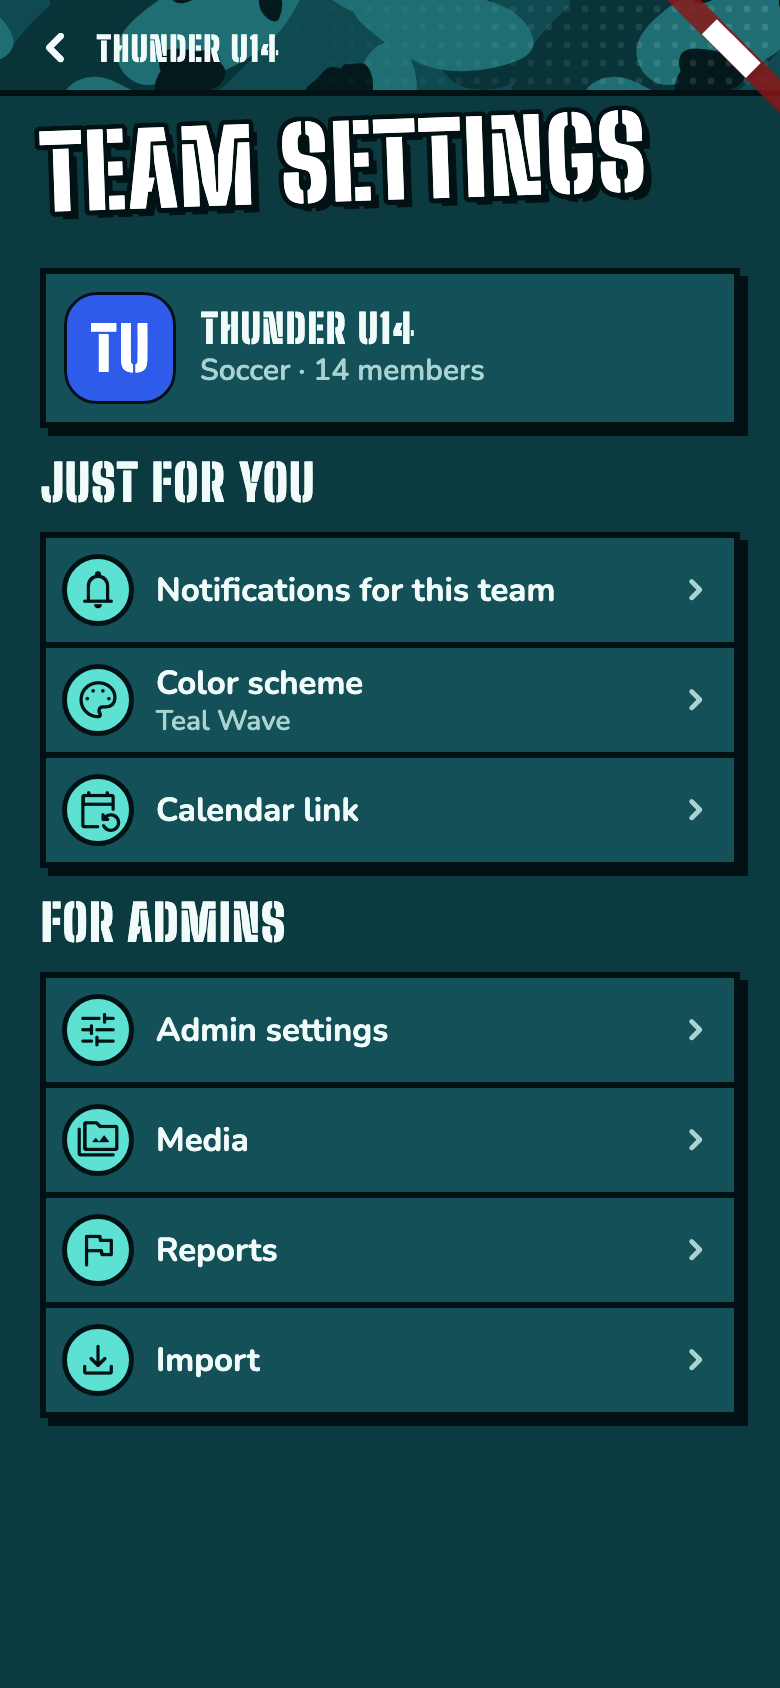 THUNDER U14
TEAM SETTINGS
TU
THUNDER U14
Soccer · 14 members
JUST FOR YOU
Notifications for this team
Color scheme
Teal Wave
Calendar link
FOR ADMINS
Admin settings
Media
Reports
Import